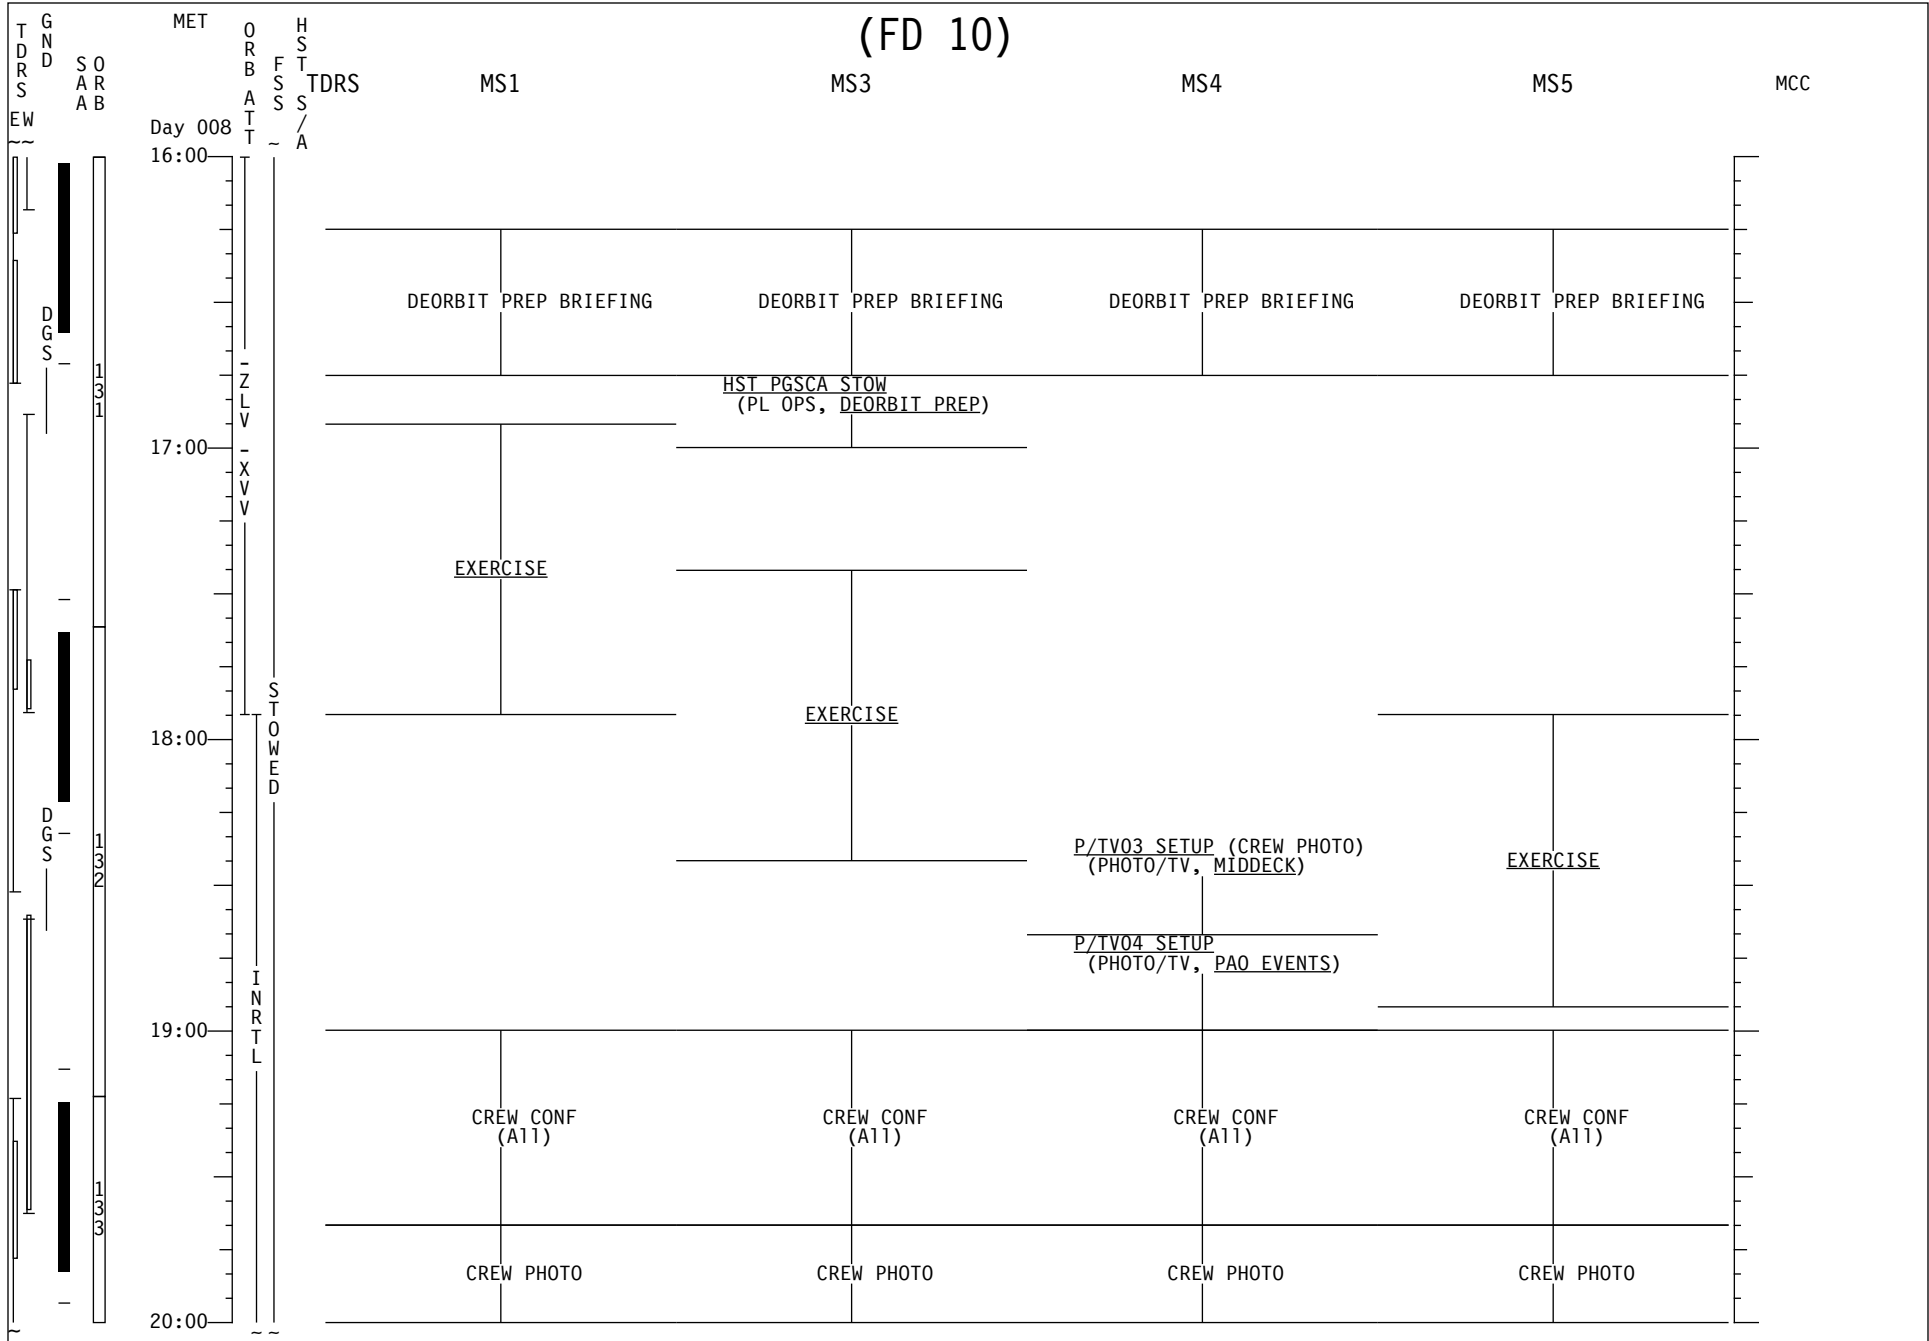 (FD 10)
TDRS EW
GND
SAA
ORB
MET
ORB ATT
FSS
HST S/A
TDRS MS1 MS3 MS4 MS5 MCC
Day 008
16:00
DEORBIT PREP BRIEFING DEORBIT PREP BRIEFING DEORBIT PREP BRIEFING DEORBIT PREP BRIEFING
DGS
131
-ZLV -XVV
HST PGSCA STOW
(PL OPS, DEORBIT PREP)
17:00
EXERCISE
EXERCISE
STOWED
18:00
DGS
132
P/TV03 SETUP (CREW PHOTO)
(PHOTO/TV, MIDDECK)
EXERCISE
P/TV04 SETUP
(PHOTO/TV, PAO EVENTS)
INRTL
19:00
CREW CONF CREW CONF CREW CONF CREW CONF
(All) (All) (All) (All)
133
CREW PHOTO CREW PHOTO CREW PHOTO CREW PHOTO
20:00